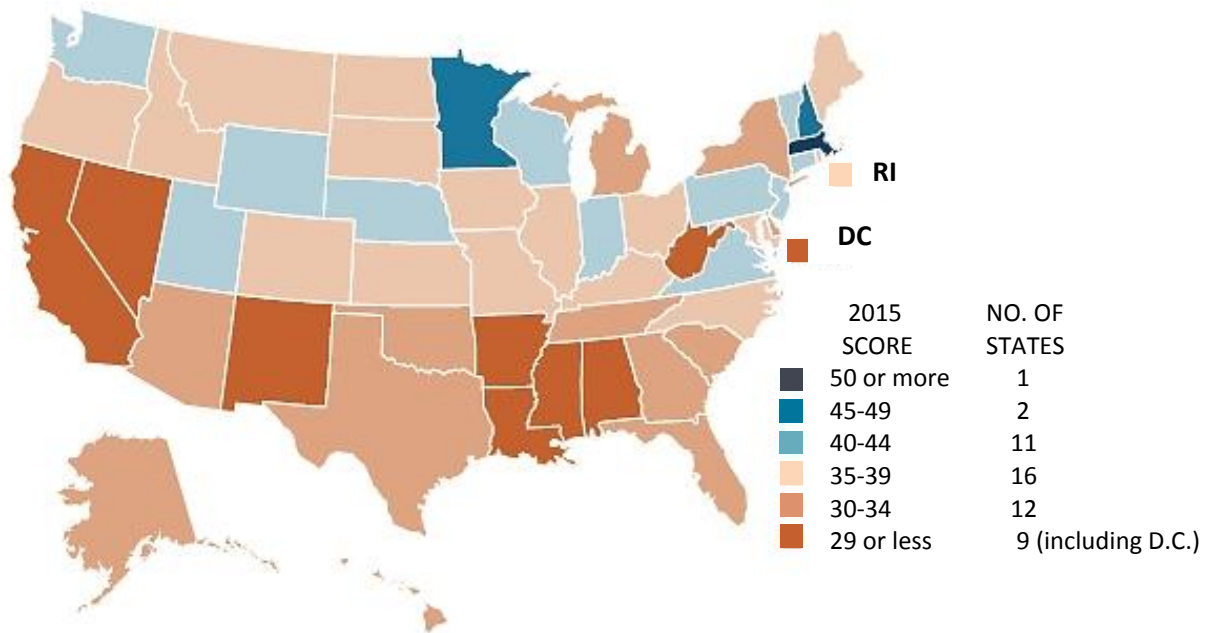 RI
DC
2015 NO. OF
SCORE STATES
50 or more 1
45-49 2
40-44 11
35-39 16
30-34 12
29 or less 9 (including D.C.)